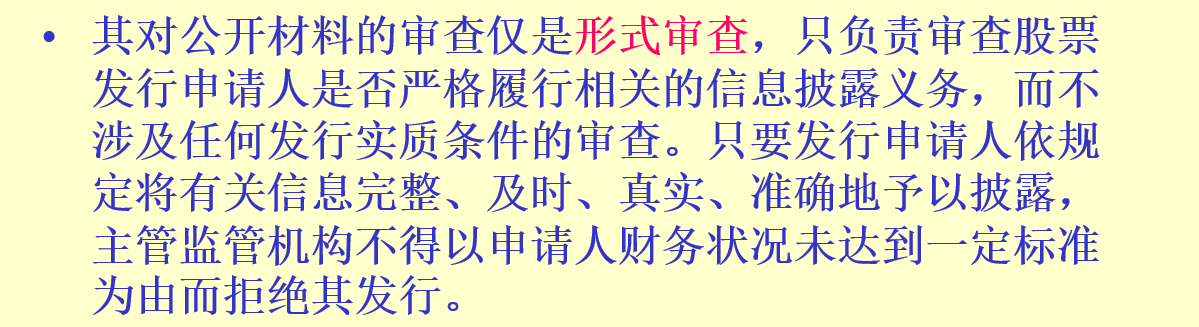 • 其对公开材料的审查仅是形式审查，只负责审查股票
发行申请人是否严格履行相关的信息披露义务，而不
涉及任何发行实质条件的审查。只要发行申请人依规
定将有关信息完整、及时、真实、准确地予以披露，
主管监管机构不得以申请人财务状况未达到一定标准
为由而拒绝其发行。